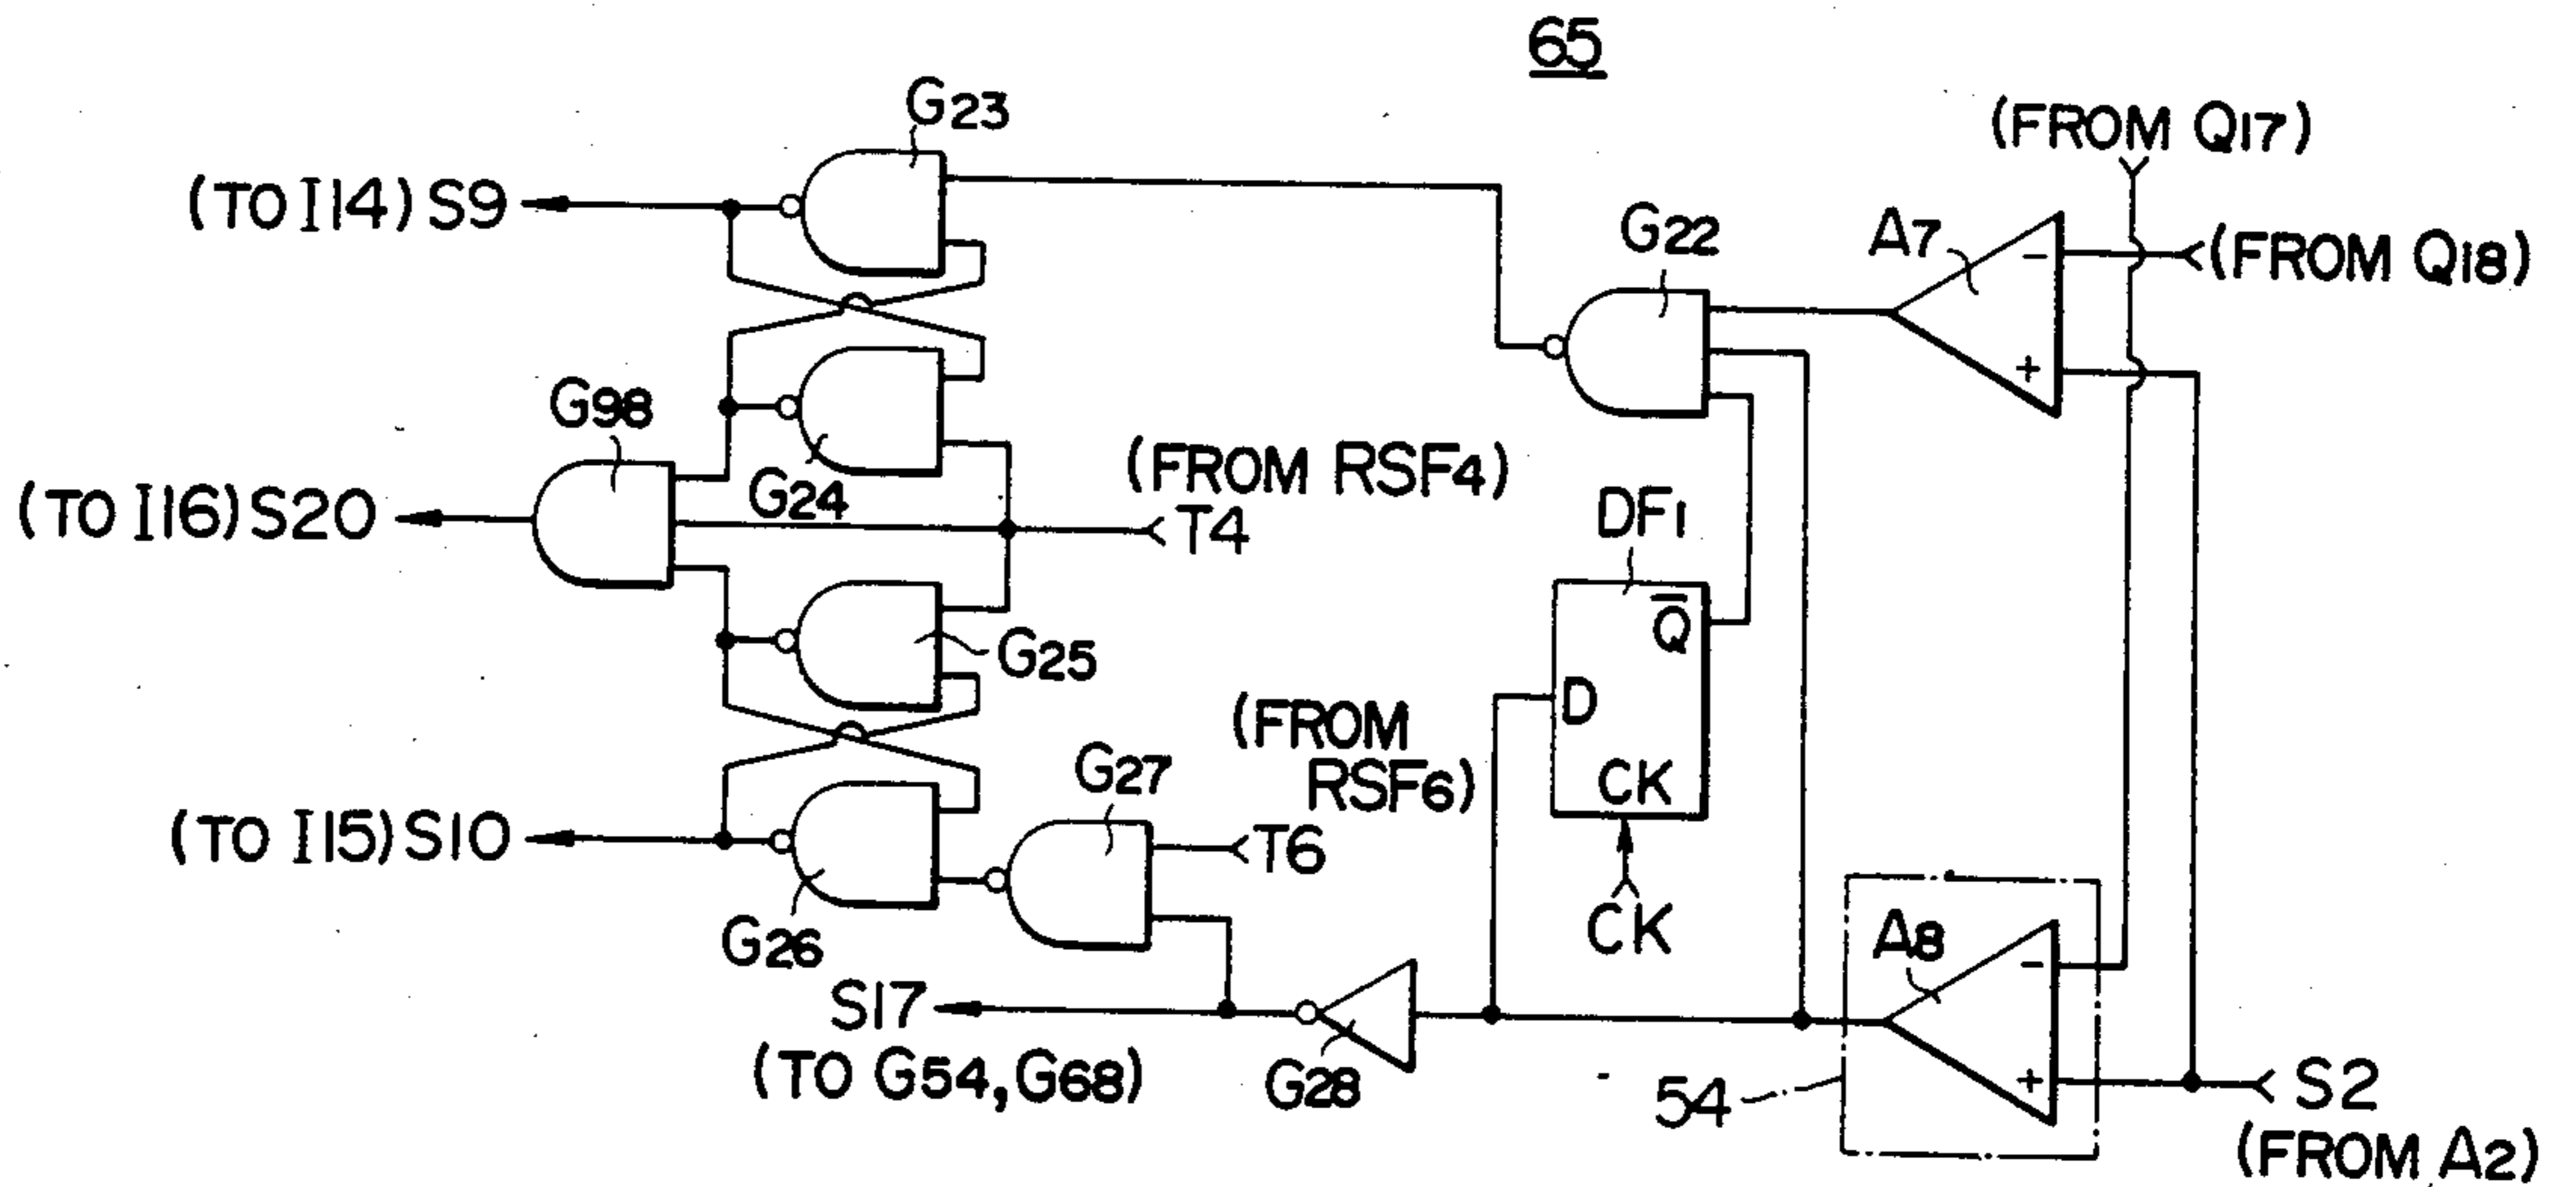 65
G23
(FROM Q17)
(TO I14) S9
G22
A7
-
(FROM Q18)
+
G98
G24
(FROM RSF4)
(TO I16) S20
T4
DF1
Q̅
G25
D
(FROM
RSF6)
CK
G27
(TO I15) S10
T6
CK
A8
G26
-
S17
(TO G54, G68)
G28
54
+
S2
(FROM A2)